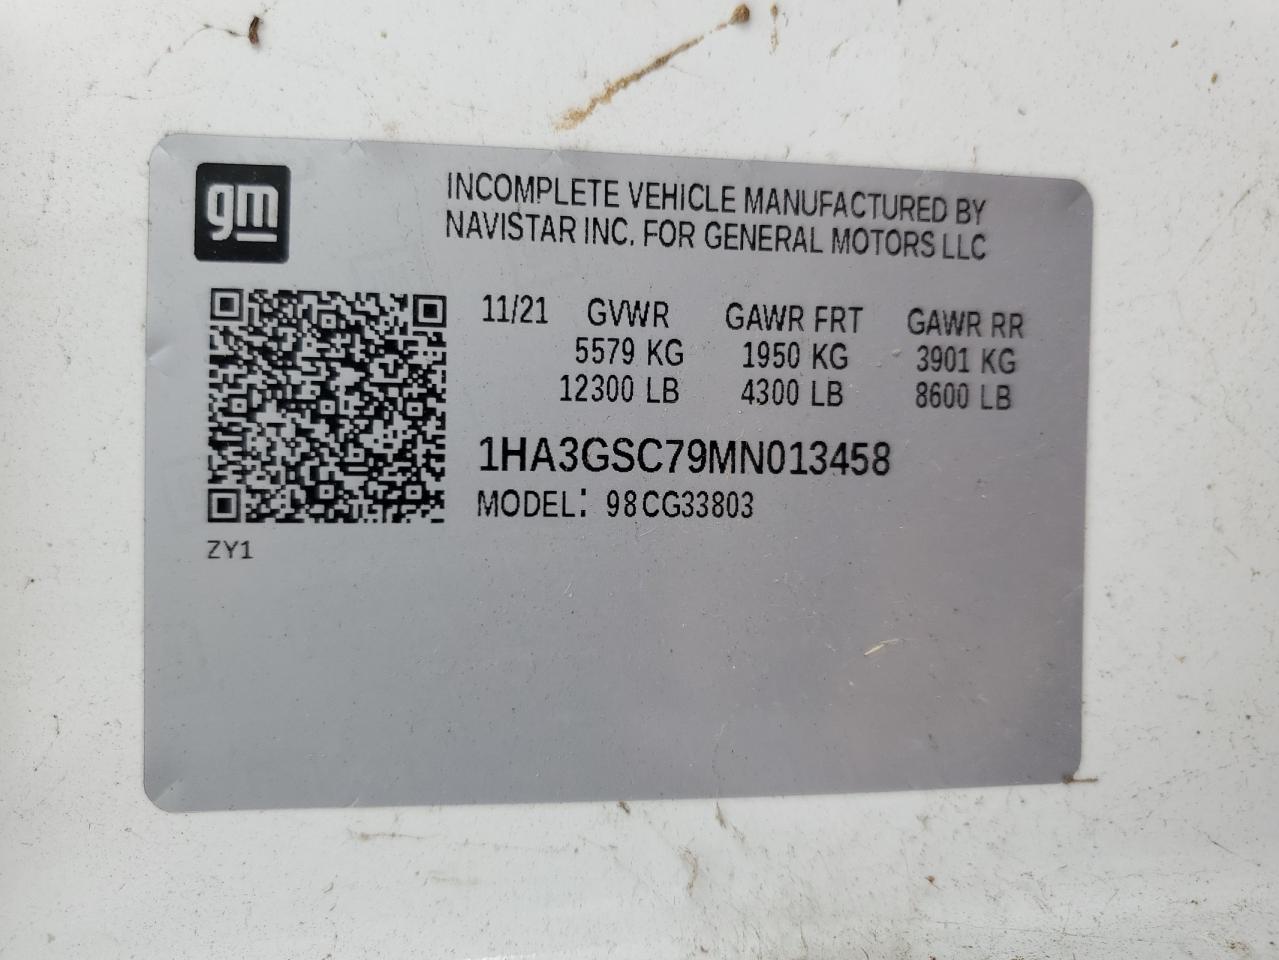 gm
INCOMPLETE VEHICLE MANUFACTURED BY
NAVISTAR INC. FOR GENERAL MOTORS LLC
11/21 GVWR GAWR FRT GAWR RR
5579 KG 1950 KG 3901 KG
12300 LB 4300 LB 8600 LB
1HA3GSC79MN013458
MODEL: 98CG33803
ZY1